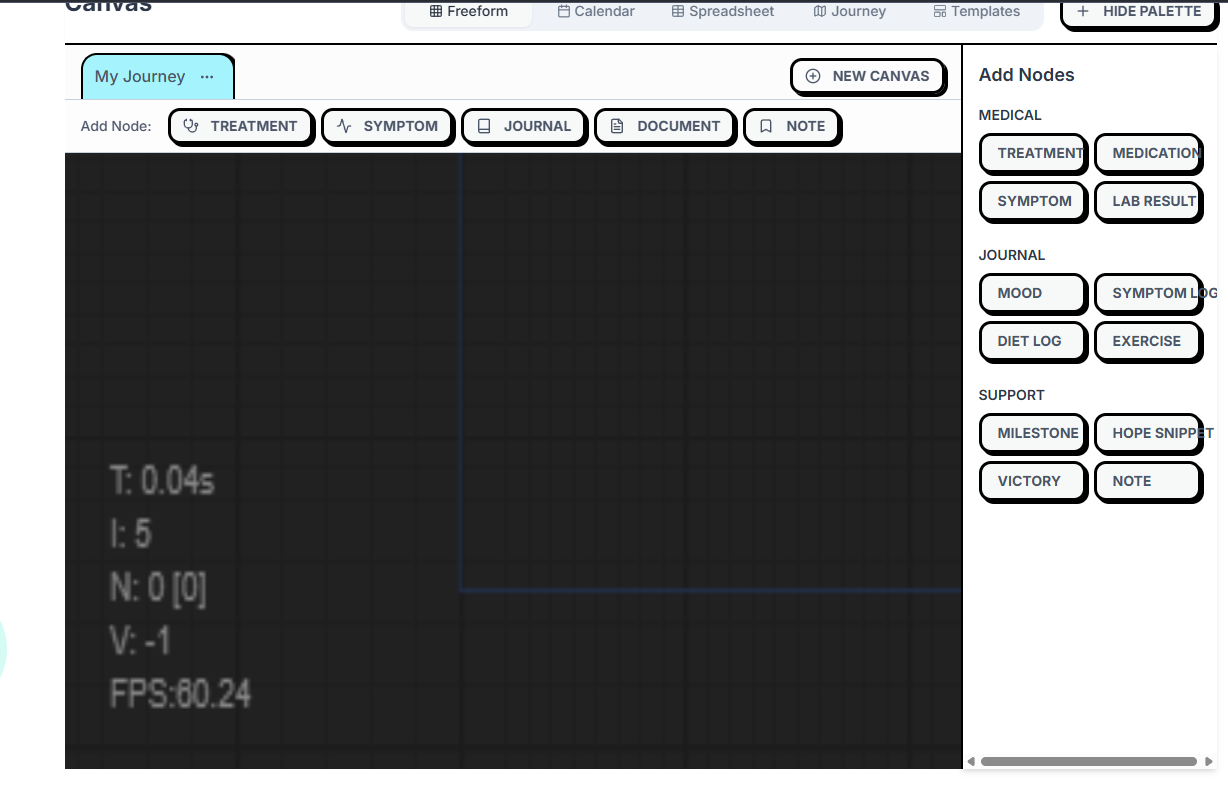 Canvas
Freeform Calendar Spreadsheet Journey Templates
HIDE PALETTE
My Journey ...
NEW CANVAS
Add Node: TREATMENT SYMPTOM JOURNAL DOCUMENT NOTE
T: 0.04s
I: 5
N: 0 [0]
V: -1
FPS:60.24
Add Nodes
MEDICAL
TREATMENT MEDICATION
SYMPTOM LAB RESULT
JOURNAL
MOOD SYMPTOM LOG
DIET LOG EXERCISE
SUPPORT
MILESTONE HOPE SNIPPET
VICTORY NOTE